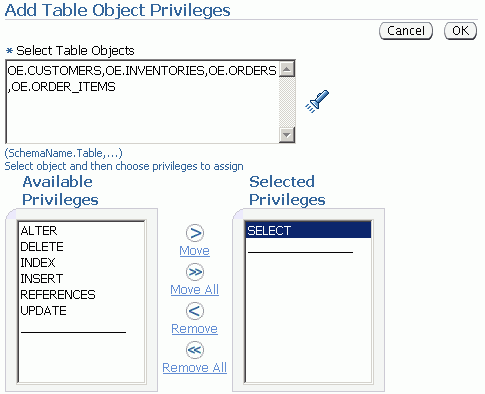 Add Table Object Privileges
Cancel OK
* Select Table Objects
OE.CUSTOMERS,OE.INVENTORIES,OE.ORDERS
,OE.ORDER_ITEMS
(SchemaName.Table,...)
Select object and then choose privileges to assign
Available
Privileges
ALTER
DELETE
INDEX
INSERT
REFERENCES
UPDATE
Move
Move All
Remove
Remove All
Selected
Privileges
SELECT